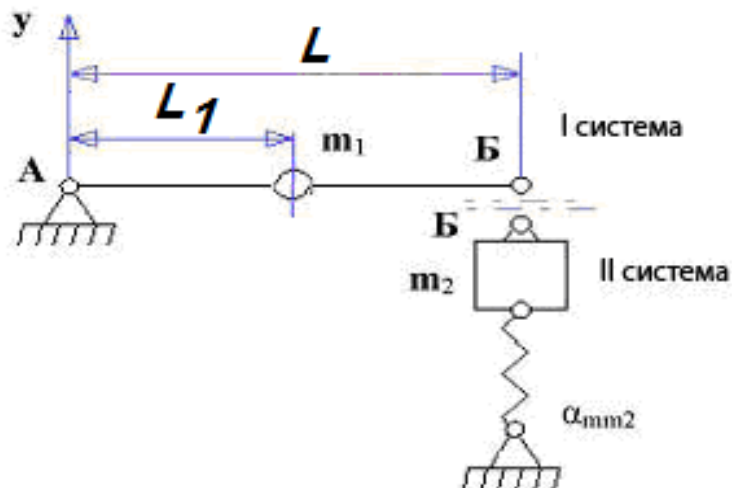 y
L
L1
m1
I система
А
Б
Б
m2
II система
αmm2